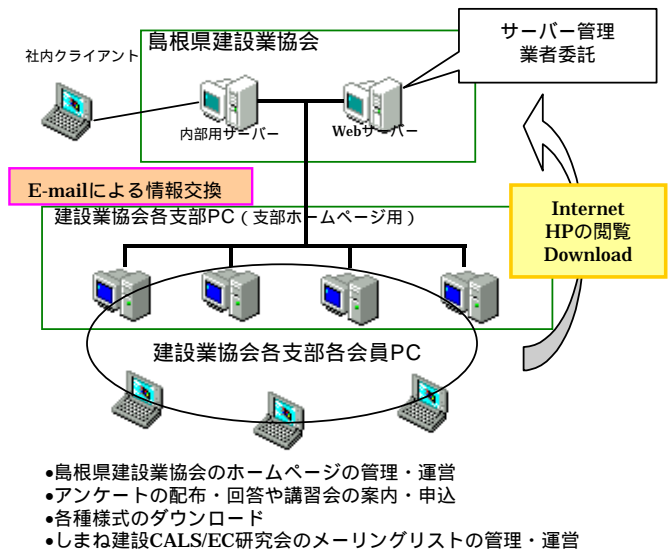 島根県建設業協会
サーバー管理
業者委託
社内クライアント
内部用サーバー
Webサーバー
E-mailによる情報交換
建設業協会各支部PC（支部ホームページ用）
Internet
HPの閲覧
Download
建設業協会各支部各会員PC
•島根県建設業協会のホームページの管理・運営
•アンケートの配布・回答や講習会の案内・申込
•各種様式のダウンロード
•しまね建設CALS/EC研究会のメーリングリストの管理・運営